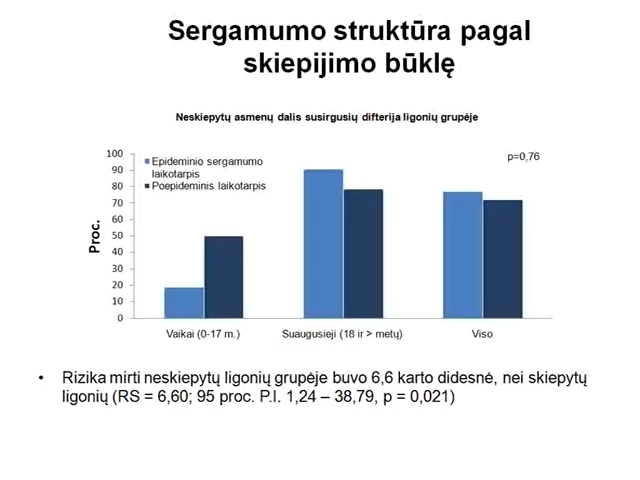 Sergamumo struktūra pagal
skiepijimo būklę
Neskiepytų asmenų dalis susirgusių difterija ligonių grupėje
p=0,76
Epideminio sergamumo
laikotarpis
Poepideminis laikotarpis
Proc.
100
90
80
70
60
50
40
30
20
10
0
Vaikai (0-17 m.)
Suaugusieji (18 ir > metų)
Viso
• Rizika mirti neskiepytų ligonių grupėje buvo 6,6 karto didesnė, nei skiepytų
ligonių (RS = 6,60; 95 proc. P.I. 1,24 – 38,79, p = 0,021)